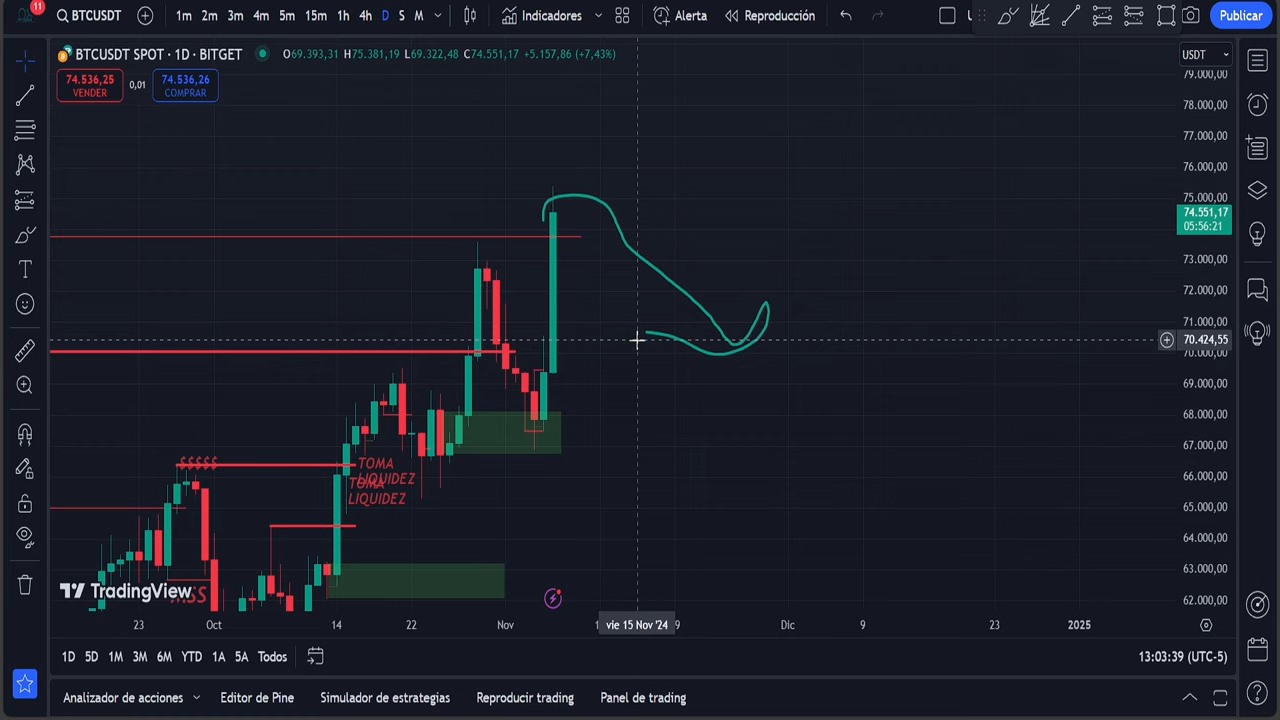 11
BTCUSDT
1m 2m 3m 4m 5m 15m 1h 4h D S M
Indicadores
Alerta
Reproducción
Publicar
BTCUSDT SPOT · 1D · BITGET
O69.393,31 H75.381,19 L69.322,48 C74.551,17 +5.157,86 (+7,43%)
USDT
74.536,25
VENDER
0,01
74.536,26
COMPRAR
79.000,00
78.000,00
77.000,00
76.000,00
75.000,00
74.551,17
05:56:21
73.000,00
72.000,00
71.000,00
70.424,55
70.000,00
69.000,00
68.000,00
67.000,00
66.000,00
65.000,00
64.000,00
63.000,00
62.000,00
$$$$$
TOMA
LIQUIDEZ
TOMA
LIQUIDEZ
TradingView
23 Oct 14 22 Nov vie 15 Nov '24 Dic 9 23 2025
1D 5D 1M 3M 6M YTD 1A 5A Todos
13:03:39 (UTC-5)
Analizador de acciones
Editor de Pine
Simulador de estrategias
Reproducir trading
Panel de trading